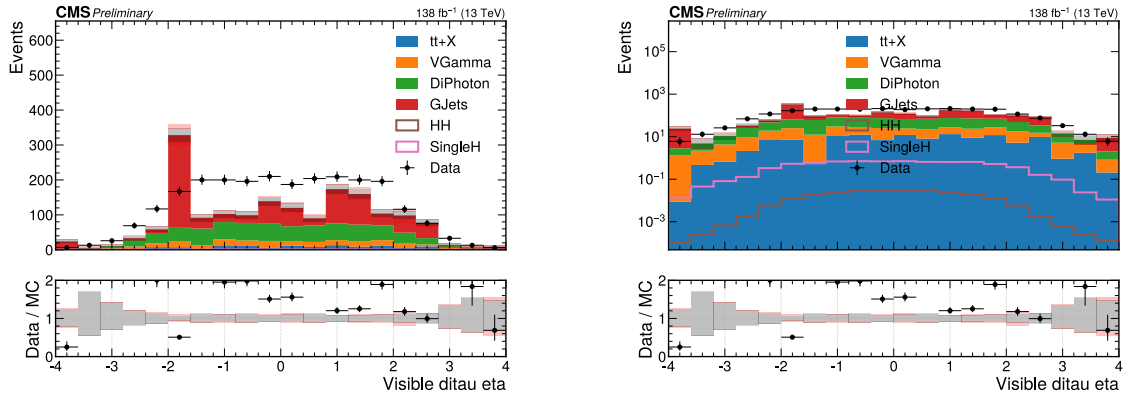 CMS Preliminary 138 fb⁻¹ (13 TeV)
Events
600
500
400
300
200
100
0
tt+X
VGamma
DiPhoton
GJets
HH
SingleH
Data
Data / MC
2
1
0
-4 -3 -2 -1 0 1 2 3 4
Visible ditau eta
CMS Preliminary 138 fb⁻¹ (13 TeV)
Events
10⁵
10³
10¹
10⁻¹
10⁻³
tt+X
VGamma
DiPhoton
GJets
HH
SingleH
Data
Data / MC
2
1
0
-4 -3 -2 -1 0 1 2 3 4
Visible ditau eta